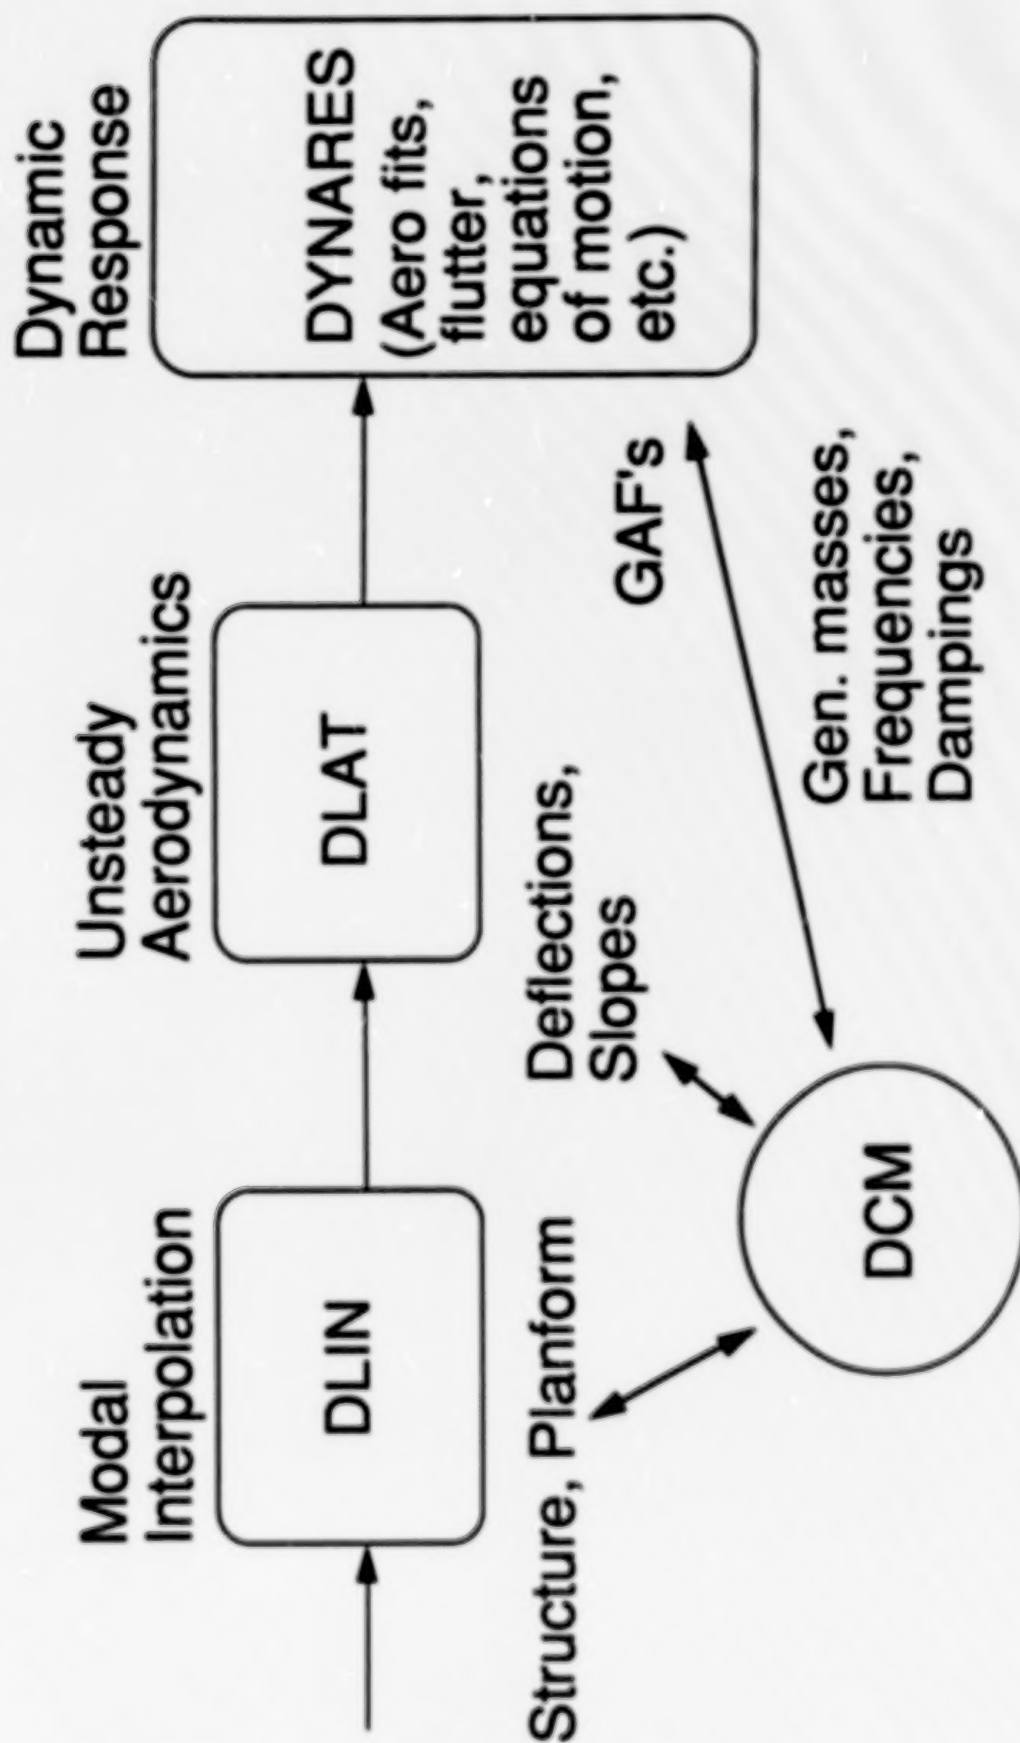 Modal
Interpolation
DLIN
Unsteady
Aerodynamics
DLAT
Dynamic
Response
DYNARES
(Aero fits,
flutter,
equations
of motion,
etc.)
Structure, Planform
Deflections,
Slopes
GAF's
Gen. masses,
Frequencies,
Dampings
DCM